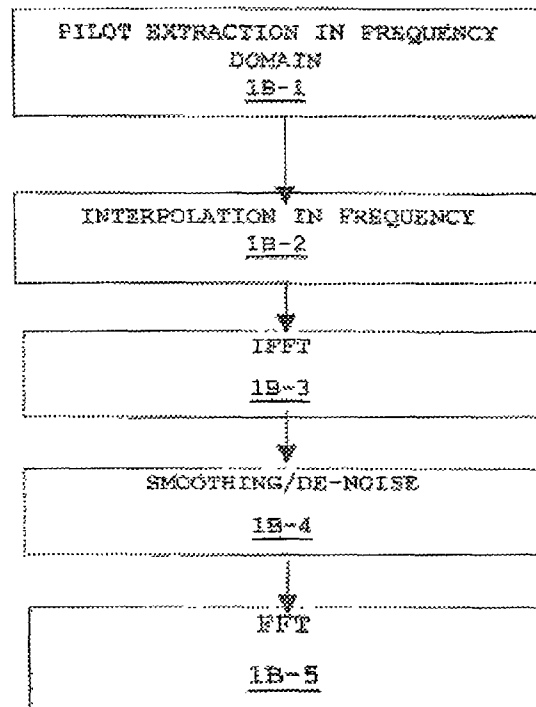 PILOT EXTRACTION IN FREQUENCY
DOMAIN
1B-1
INTERPOLATION IN FREQUENCY
1B-2
IFFT
1B-3
SMOOTHING/DE-NOISE
1B-4
FFT
1B-5